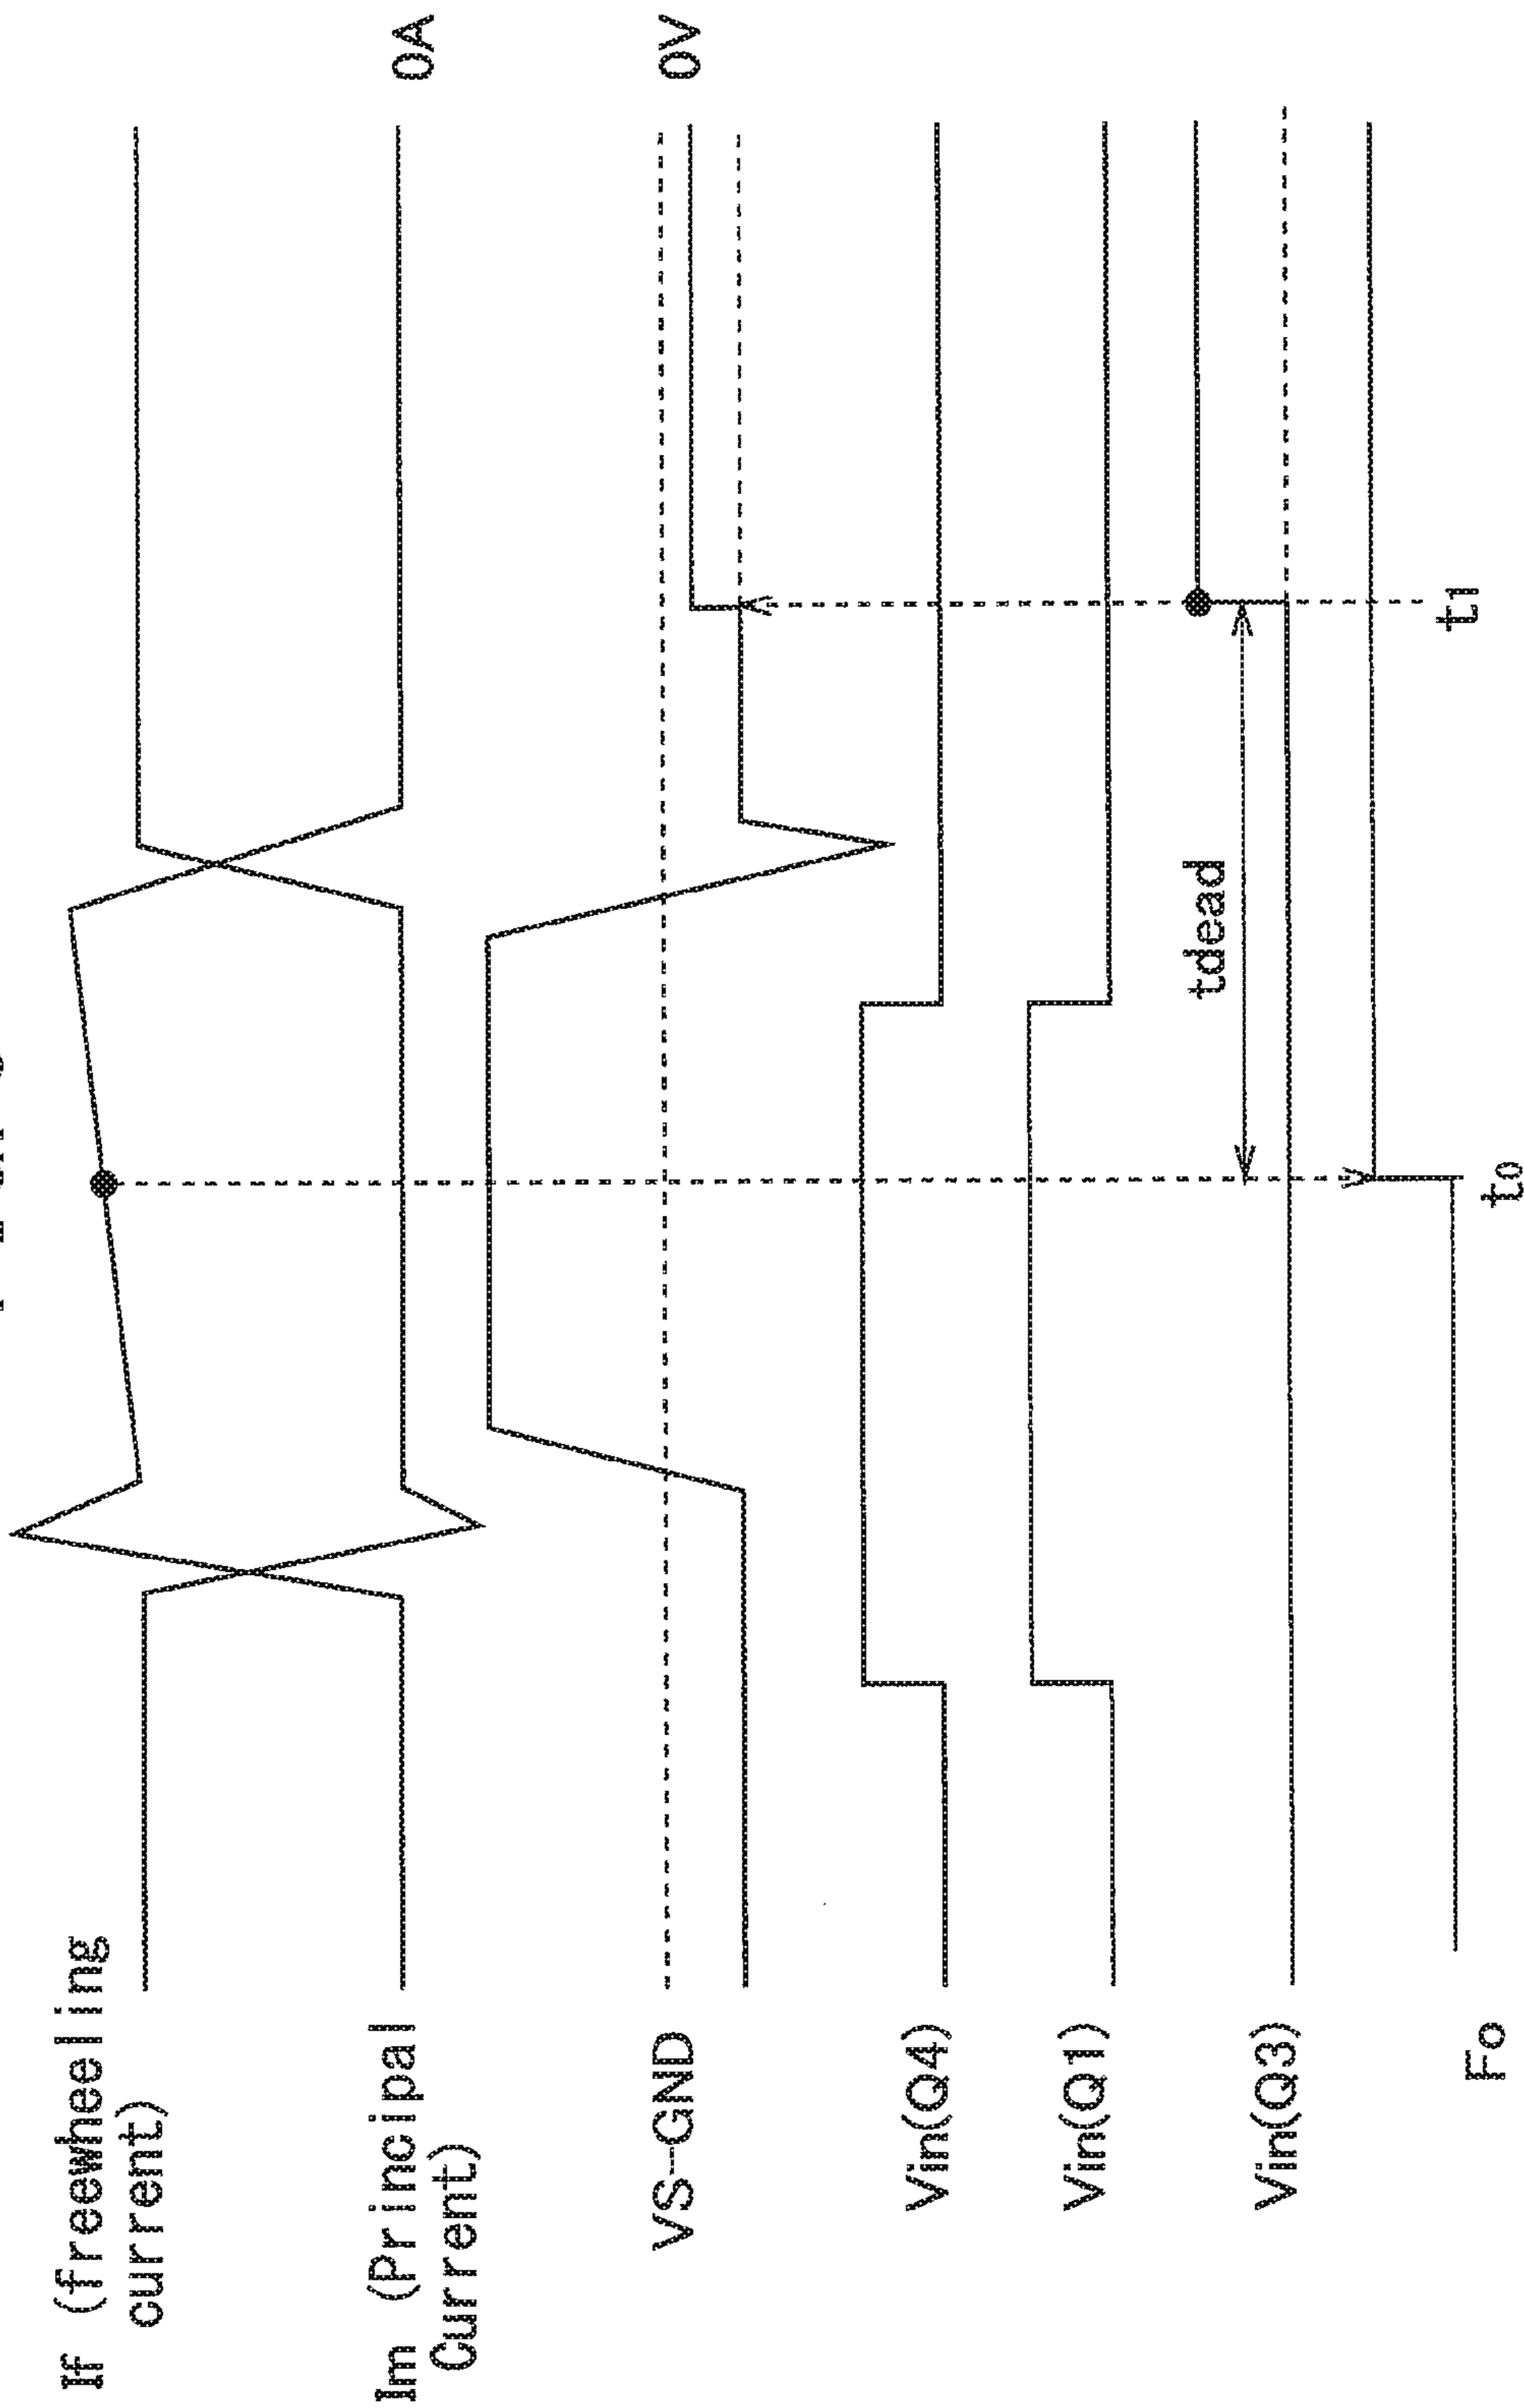 If (freewheeling
current)
0A
Im (Principal
Current)
0V
VS-GND
Vin(Q4)
Vin(Q1)
tdead
Vin(Q3)
Fo
t0
t1